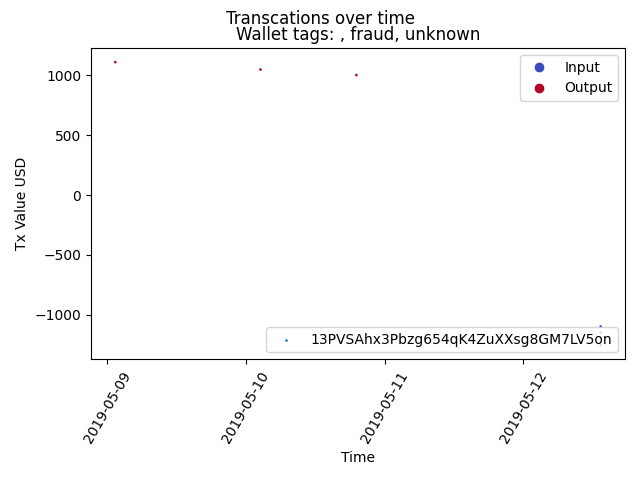 Transcations over time
Wallet tags: , fraud, unknown
Input
Output
1000
500
0
−500
−1000
Tx Value USD
13PVSAhx3Pbzg654qK4ZuXXsg8GM7LV5on
2019-05-09
2019-05-10
2019-05-11
2019-05-12
Time